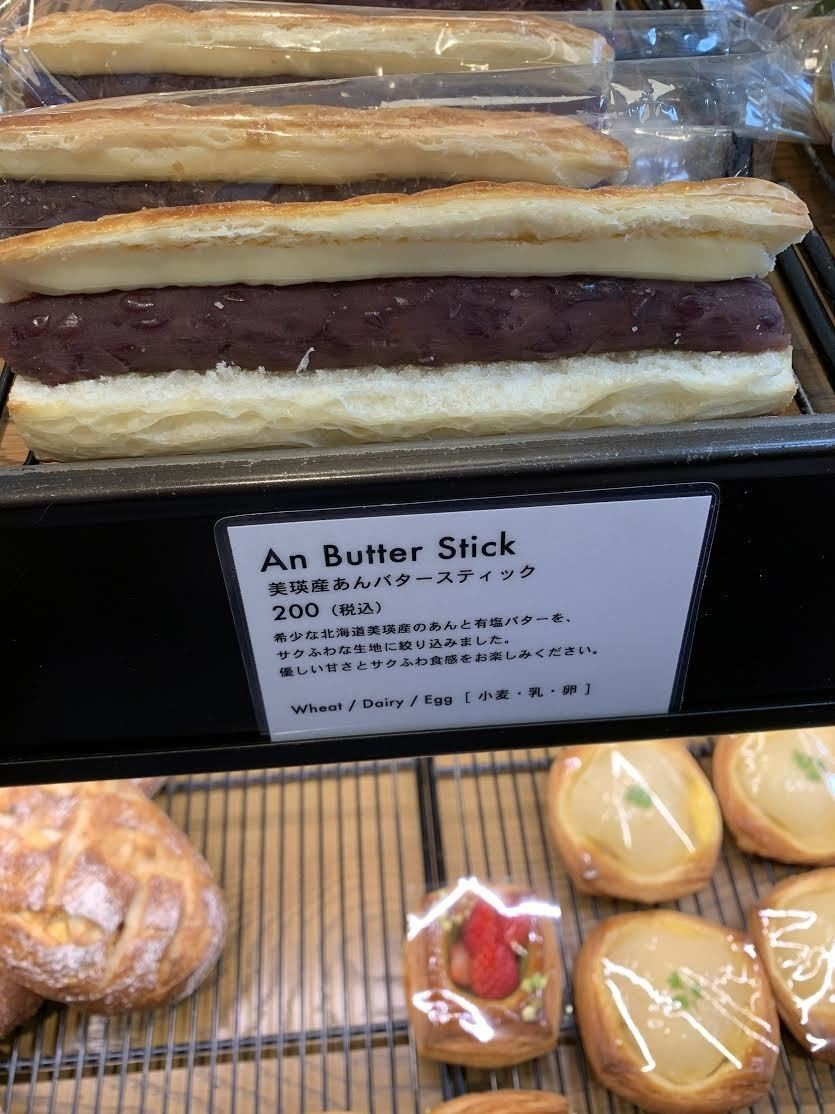 An Butter Stick
美瑛産あんバタースティック
200（税込）
希少な北海道美瑛産のあんと有塩バターを、
サクふわな生地に絞り込みました。
優しい甘さとサクふわ食感をお楽しみください。
Wheat / Dairy / Egg [ 小麦・乳・卵 ]